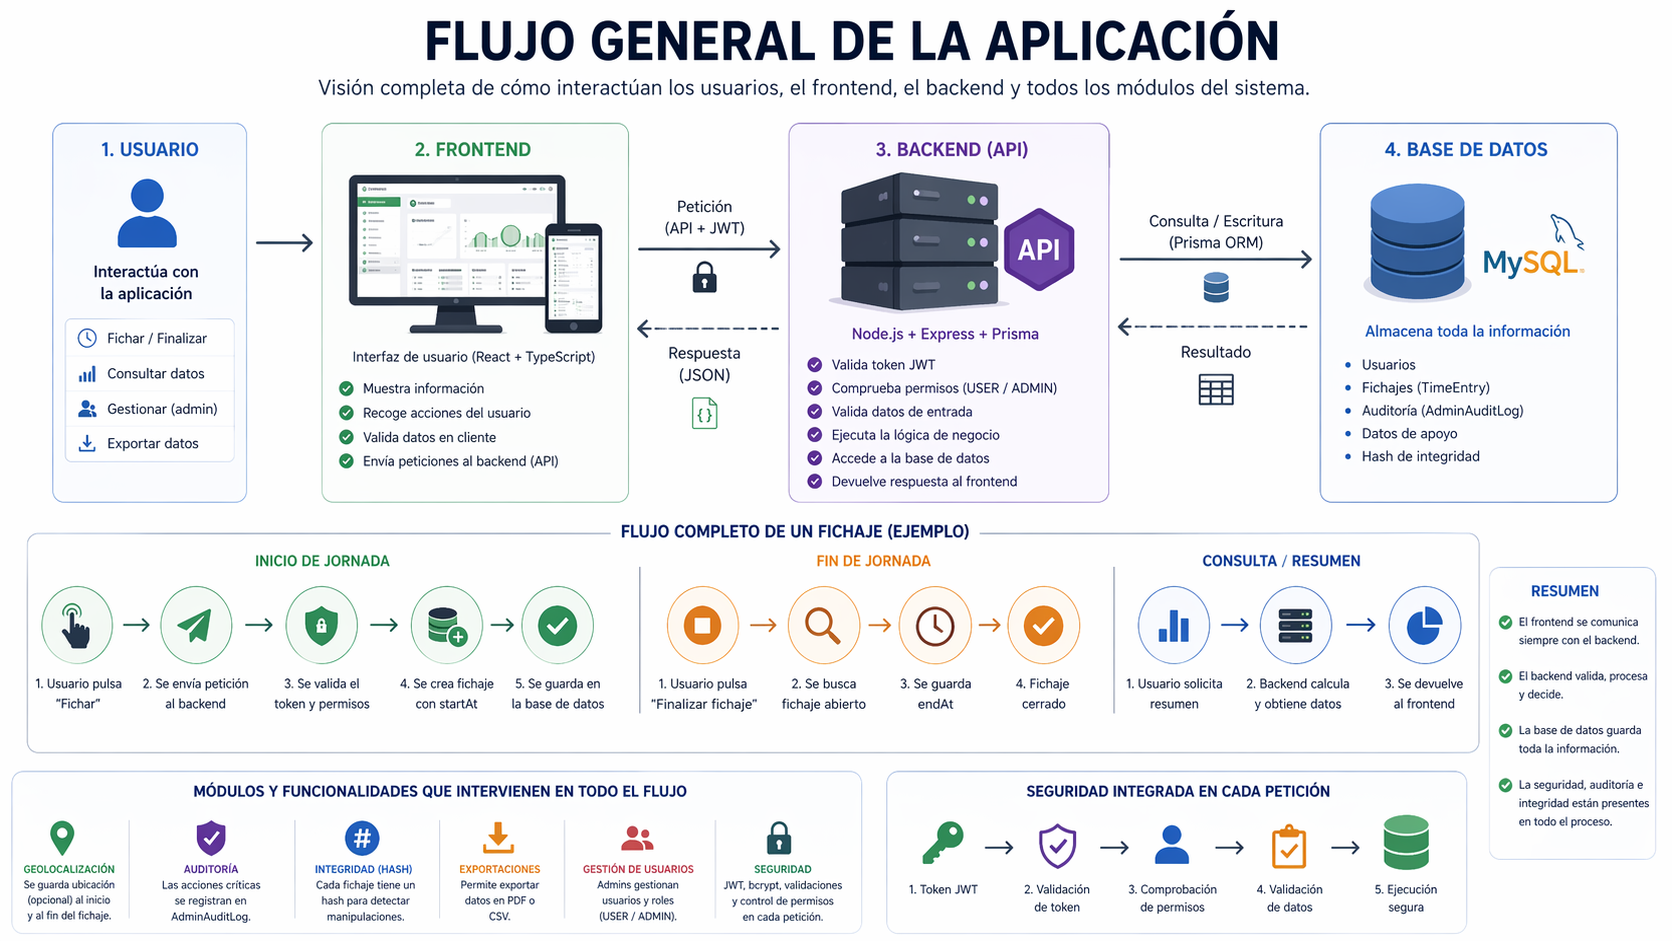 FLUJO GENERAL DE LA APLICACIÓN
Visión completa de cómo interactúan los usuarios, el frontend, el backend y todos los módulos del sistema.
1. USUARIO
Interactúa con
la aplicación
Fichar / Finalizar
Consultar datos
Gestionar (admin)
Exportar datos
2. FRONTEND
Interfaz de usuario (React + TypeScript)
Muestra información
Recoge acciones del usuario
Valida datos en cliente
Envía peticiones al backend (API)
Petición
(API + JWT)
Respuesta
(JSON)
{ }
3. BACKEND (API)
API
Node.js + Express + Prisma
Valida token JWT
Comprueba permisos (USER / ADMIN)
Valida datos de entrada
Ejecuta la lógica de negocio
Accede a la base de datos
Devuelve respuesta al frontend
Consulta / Escritura
(Prisma ORM)
Resultado
4. BASE DE DATOS
MySQL
Almacena toda la información
Usuarios
Fichajes (TimeEntry)
Auditoría (AdminAuditLog)
Datos de apoyo
Hash de integridad
FLUJO COMPLETO DE UN FICHAJE (EJEMPLO)
INICIO DE JORNADA
1. Usuario pulsa
"Fichar"
2. Se envía petición
al backend
3. Se valida el
token y permisos
4. Se crea fichaje
con startAt
5. Se guarda en
la base de datos
FIN DE JORNADA
1. Usuario pulsa
"Finalizar fichaje"
2. Se busca
fichaje abierto
3. Se guarda
endAt
4. Fichaje
cerrado
CONSULTA / RESUMEN
1. Usuario solicita
resumen
2. Backend calcula
y obtiene datos
3. Se devuelve
al frontend
RESUMEN
El frontend se comunica
siempre con el backend.
El backend valida, procesa
y decide.
La base de datos guarda
toda la información.
La seguridad, auditoría e
integridad están presentes
en todo el proceso.
MÓDULOS Y FUNCIONALIDADES QUE INTERVIENEN EN TODO EL FLUJO
GEOLOCALIZACIÓN
Se guarda ubicación
(opcional) al inicio
y al fin del fichaje.
AUDITORÍA
Las acciones críticas
se registran en
AdminAuditLog.
#
INTEGRIDAD (HASH)
Cada fichaje tiene un
hash para detectar
manipulaciones.
EXPORTACIONES
Permite exportar
datos en PDF o
CSV.
GESTIÓN DE USUARIOS
Admins gestionan
usuarios y roles
(USER / ADMIN).
SEGURIDAD
JWT, bcrypt, validaciones
y control de permisos
en cada petición.
SEGURIDAD INTEGRADA EN CADA PETICIÓN
1. Token JWT
2. Validación
de token
3. Comprobación
de permisos
4. Validación
de datos
5. Ejecución
segura